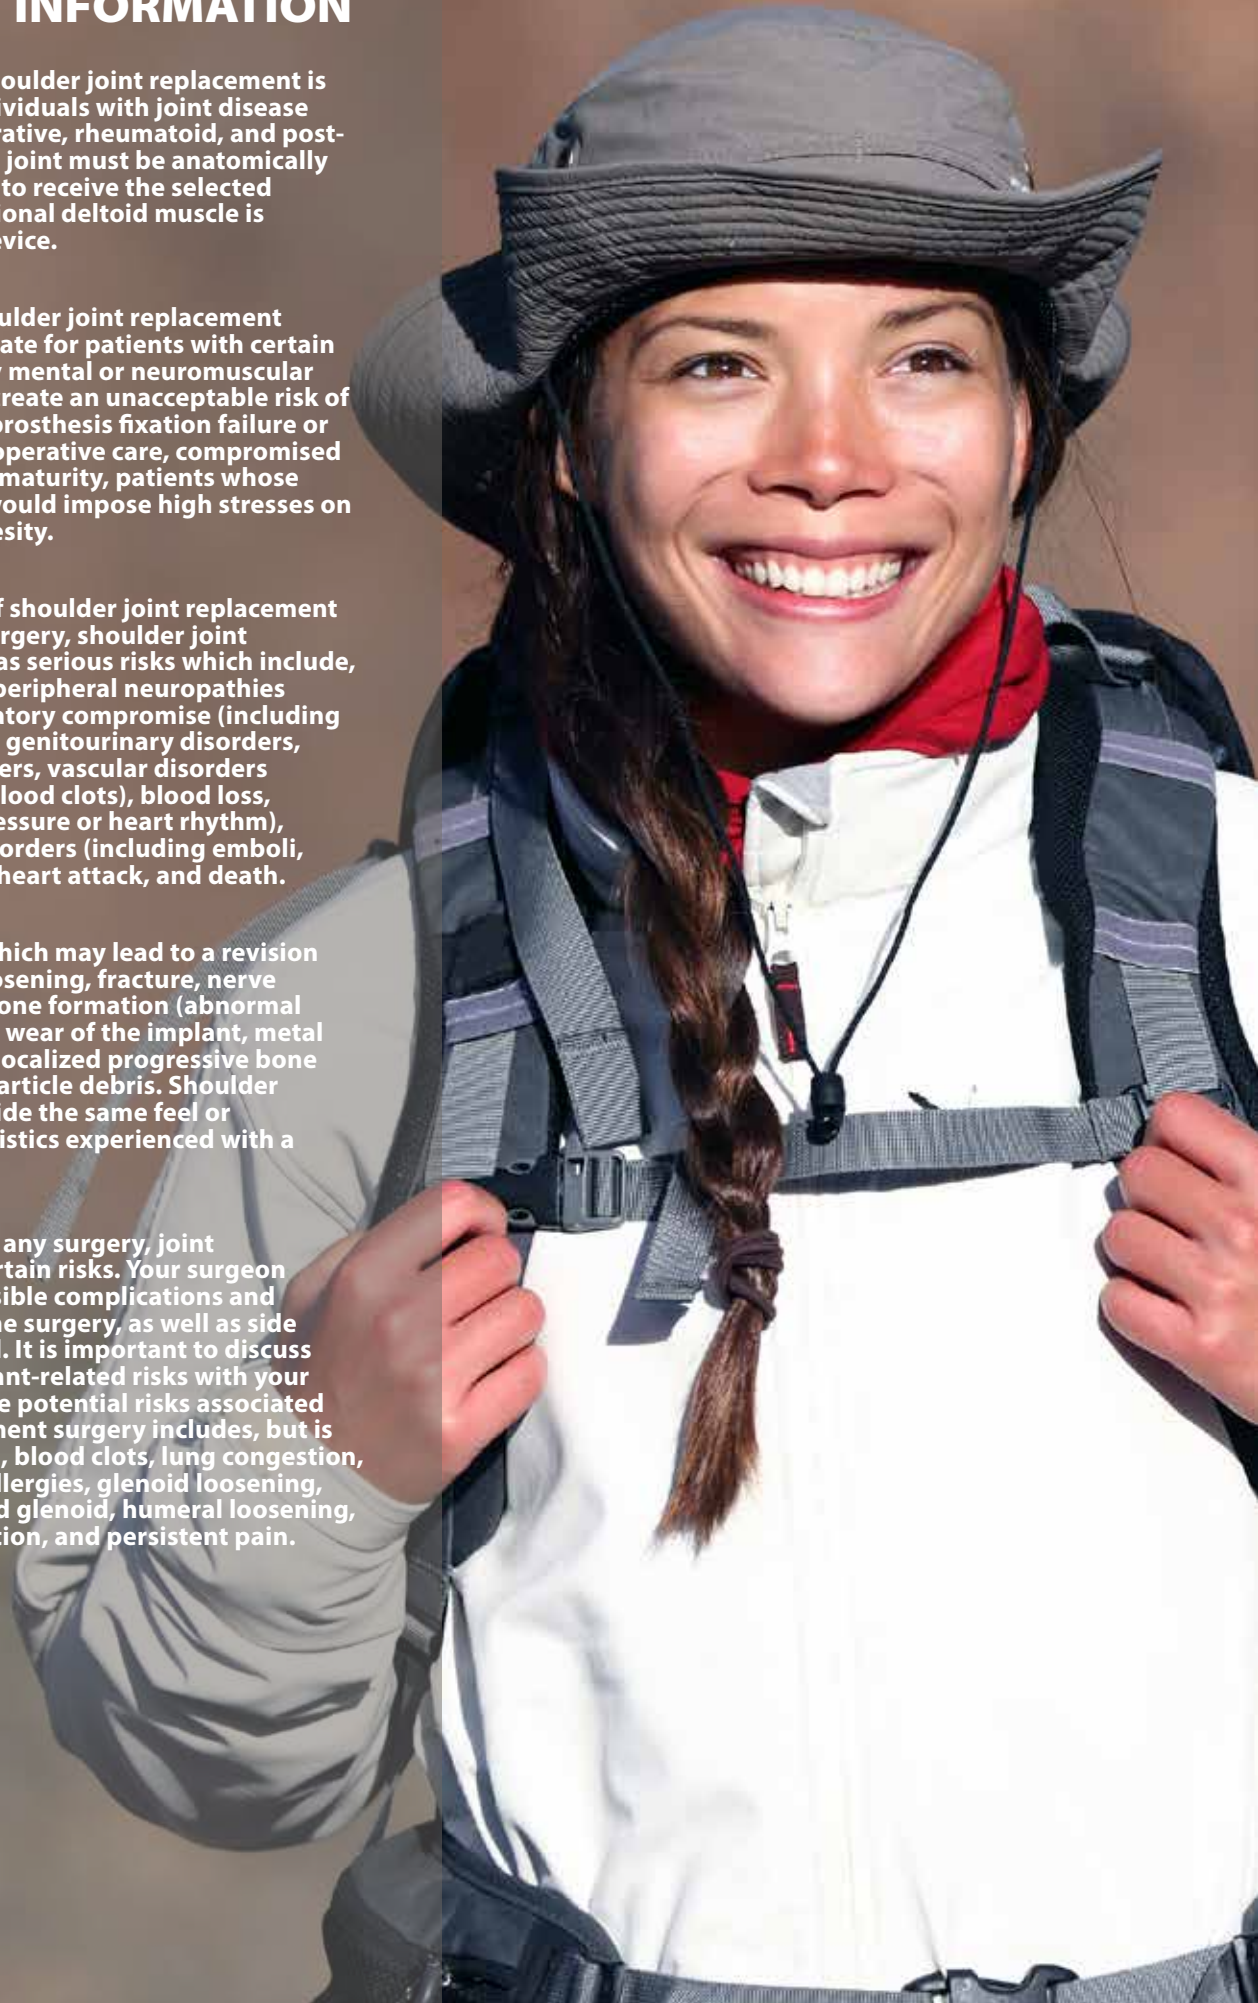 INFORMATION
oulder joint replacement is
ividuals with joint disease
rative, rheumatoid, and post-
joint must be anatomically
to receive the selected
ional deltoid muscle is
evice.
ulder joint replacement
ate for patients with certain
y mental or neuromuscular
create an unacceptable risk of
prosthesis fixation failure or
operative care, compromised
maturity, patients whose
would impose high stresses on
esity.
f shoulder joint replacement
urgery, shoulder joint
as serious risks which include,
peripheral neuropathies
atory compromise (including
genitourinary disorders,
ers, vascular disorders
lood clots), blood loss,
essure or heart rhythm),
orders (including emboli,
heart attack, and death.
hich may lead to a revision
osening, fracture, nerve
one formation (abnormal
wear of the implant, metal
localized progressive bone
article debris. Shoulder
ide the same feel or
istics experienced with a
any surgery, joint
rtain risks. Your surgeon
sible complications and
he surgery, as well as side
l. It is important to discuss
ant-related risks with your
e potential risks associated
ment surgery includes, but is
, blood clots, lung congestion,
llergies, glenoid loosening,
d glenoid, humeral loosening,
tion, and persistent pain.